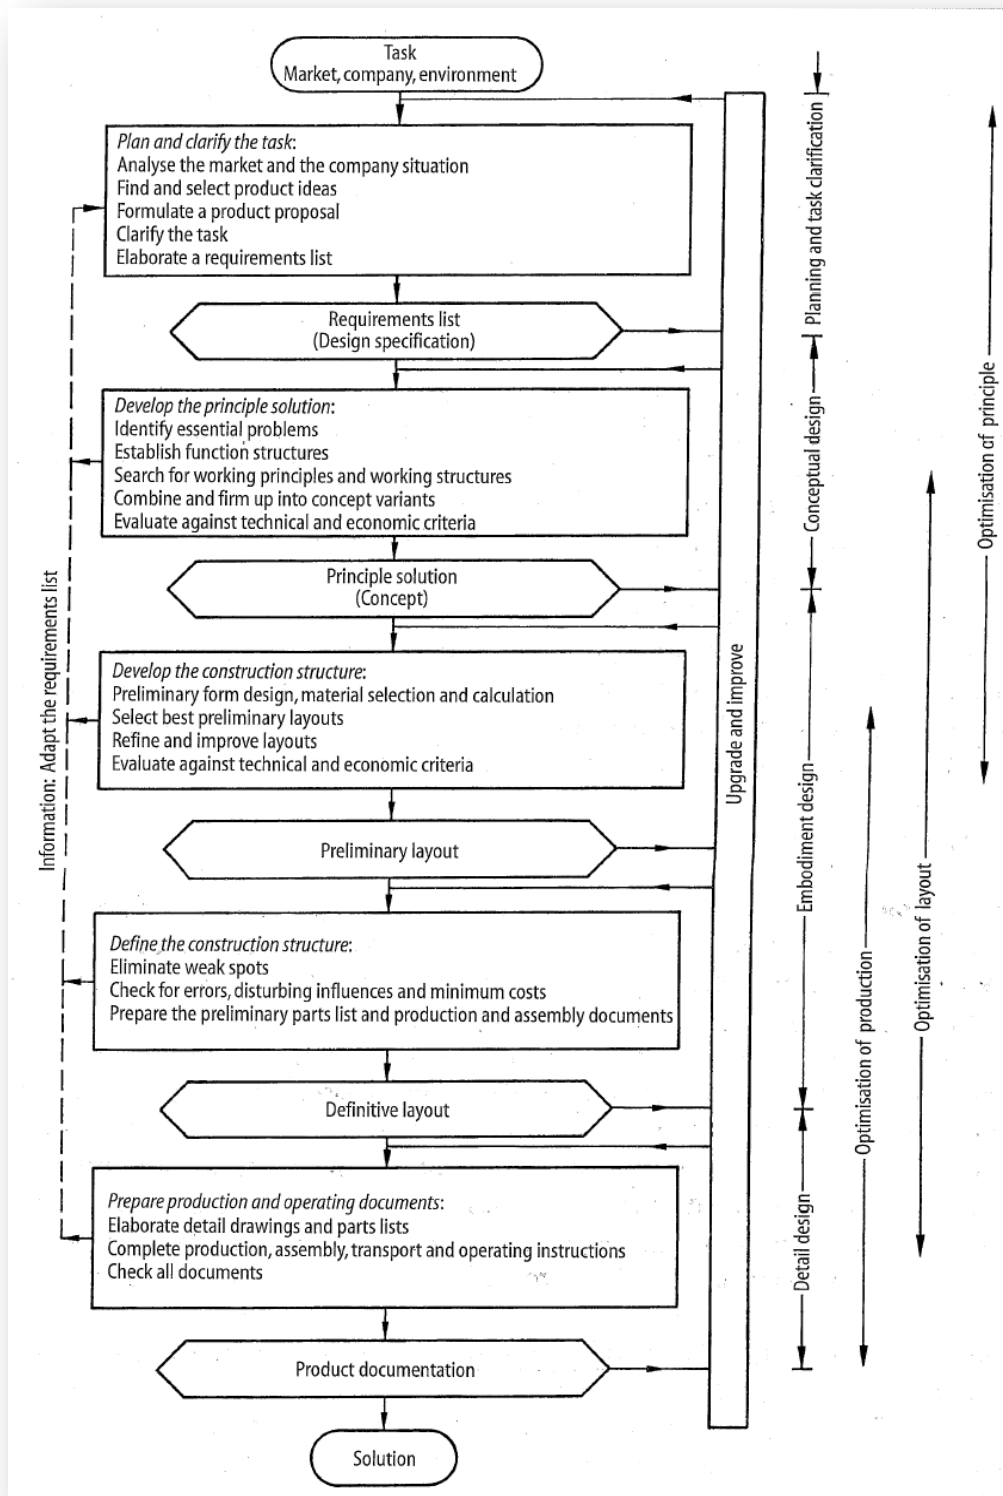 Task
Market, company, environment
Plan and clarify the task:
Analyse the market and the company situation
Find and select product ideas
Formulate a product proposal
Clarify the task
Elaborate a requirements list
Requirements list
(Design specification)
Develop the principle solution:
Identify essential problems
Establish function structures
Search for working principles and working structures
Combine and firm up into concept variants
Evaluate against technical and economic criteria
Principle solution
(Concept)
Develop the construction structure:
Preliminary form design, material selection and calculation
Select best preliminary layouts
Refine and improve layouts
Evaluate against technical and economic criteria
Preliminary layout
Define the construction structure:
Eliminate weak spots
Check for errors, disturbing influences and minimum costs
Prepare the preliminary parts list and production and assembly documents
Definitive layout
Prepare production and operating documents:
Elaborate detail drawings and parts lists
Complete production, assembly, transport and operating instructions
Check all documents
Product documentation
Solution
Information: Adapt the requirements list
Upgrade and improve
Planning and task clarification
Conceptual design
Embodiment design
Detail design
Optimisation of production
Optimisation of layout
Optimisation of principle